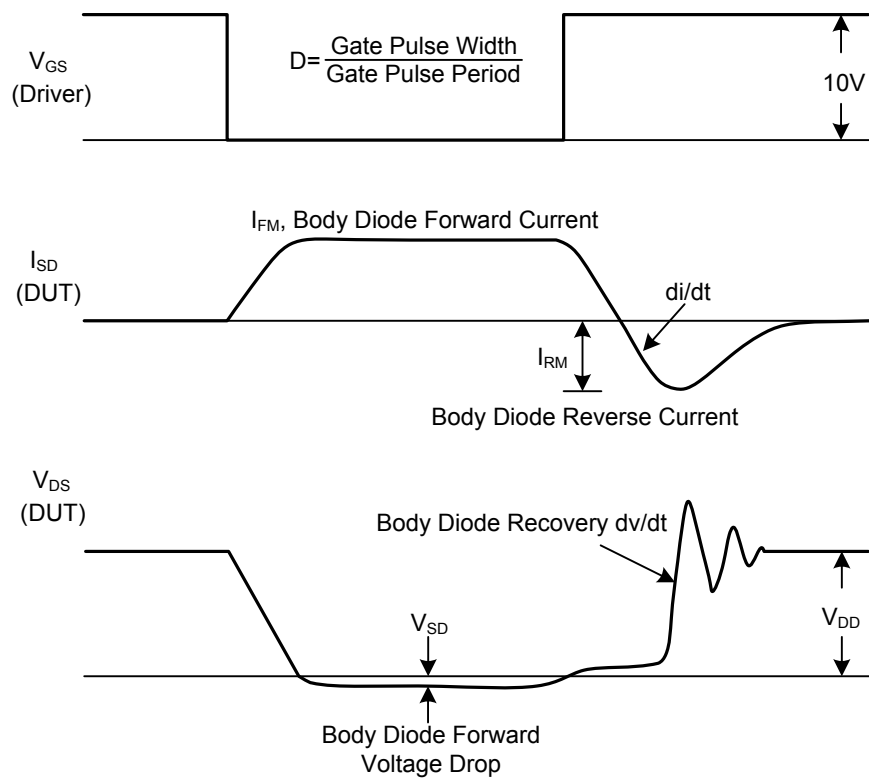 V_GS
(Driver)
D= Gate Pulse Width
Gate Pulse Period
10V
I_FM, Body Diode Forward Current
I_SD
(DUT)
di/dt
I_RM
Body Diode Reverse Current
V_DS
(DUT)
Body Diode Recovery dv/dt
V_SD
V_DD
Body Diode Forward
Voltage Drop